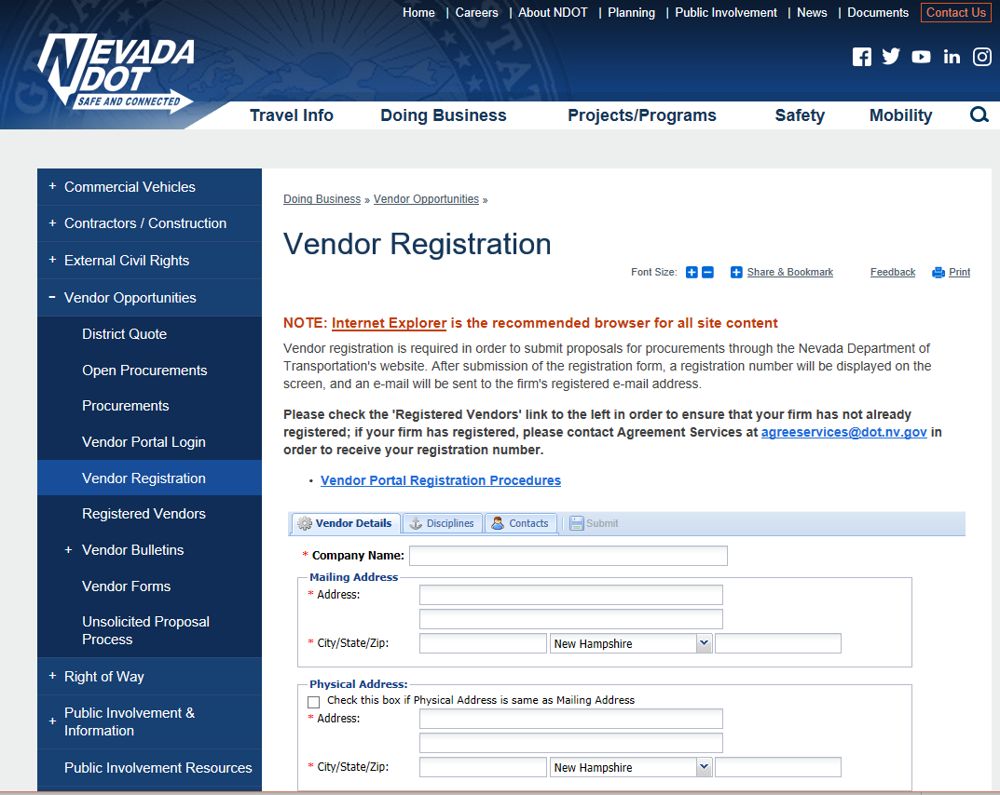 Home | Careers | About NDOT | Planning | Public Involvement | News | Documents Contact Us
NEVADA
DOT
SAFE AND CONNECTED
Travel Info Doing Business Projects/Programs Safety Mobility
+ Commercial Vehicles
+ Contractors / Construction
+ External Civil Rights
- Vendor Opportunities
District Quote
Open Procurements
Procurements
Vendor Portal Login
Vendor Registration
Registered Vendors
+ Vendor Bulletins
Vendor Forms
Unsolicited Proposal
Process
+ Right of Way
+ Public Involvement &
Information
Public Involvement Resources
Doing Business » Vendor Opportunities »
Vendor Registration
Font Size: + - + Share & Bookmark Feedback Print
NOTE: Internet Explorer is the recommended browser for all site content
Vendor registration is required in order to submit proposals for procurements through the Nevada Department of
Transportation's website. After submission of the registration form, a registration number will be displayed on the
screen, and an e-mail will be sent to the firm's registered e-mail address.
Please check the 'Registered Vendors' link to the left in order to ensure that your firm has not already
registered; if your firm has registered, please contact Agreement Services at agreeservices@dot.nv.gov in
order to receive your registration number.
• Vendor Portal Registration Procedures
Vendor Details Disciplines Contacts Submit
* Company Name:
Mailing Address
* Address:
* City/State/Zip: New Hampshire
Physical Address:
Check this box if Physical Address is same as Mailing Address
* Address:
* City/State/Zip: New Hampshire